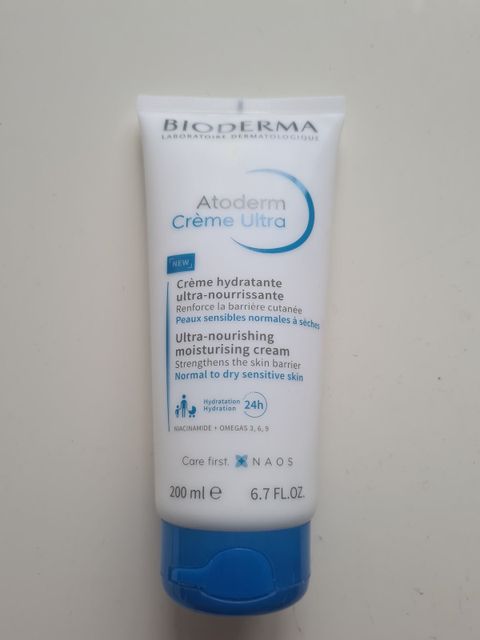 BIODERMA
LABORATOIRE DERMATOLOGIQUE
Atoderm
Crème Ultra
NEW
Crème hydratante
ultra-nourrissante
Renforce la barrière cutanée
Peaux sensibles normales à sèches
Ultra-nourishing
moisturising cream
Strengthens the skin barrier
Normal to dry sensitive skin
Hydratation
Hydration
24h
NIACINAMIDE + OMEGAS 3, 6, 9
Care first. NAOS
200 ml ℮ 6.7 FL.OZ.